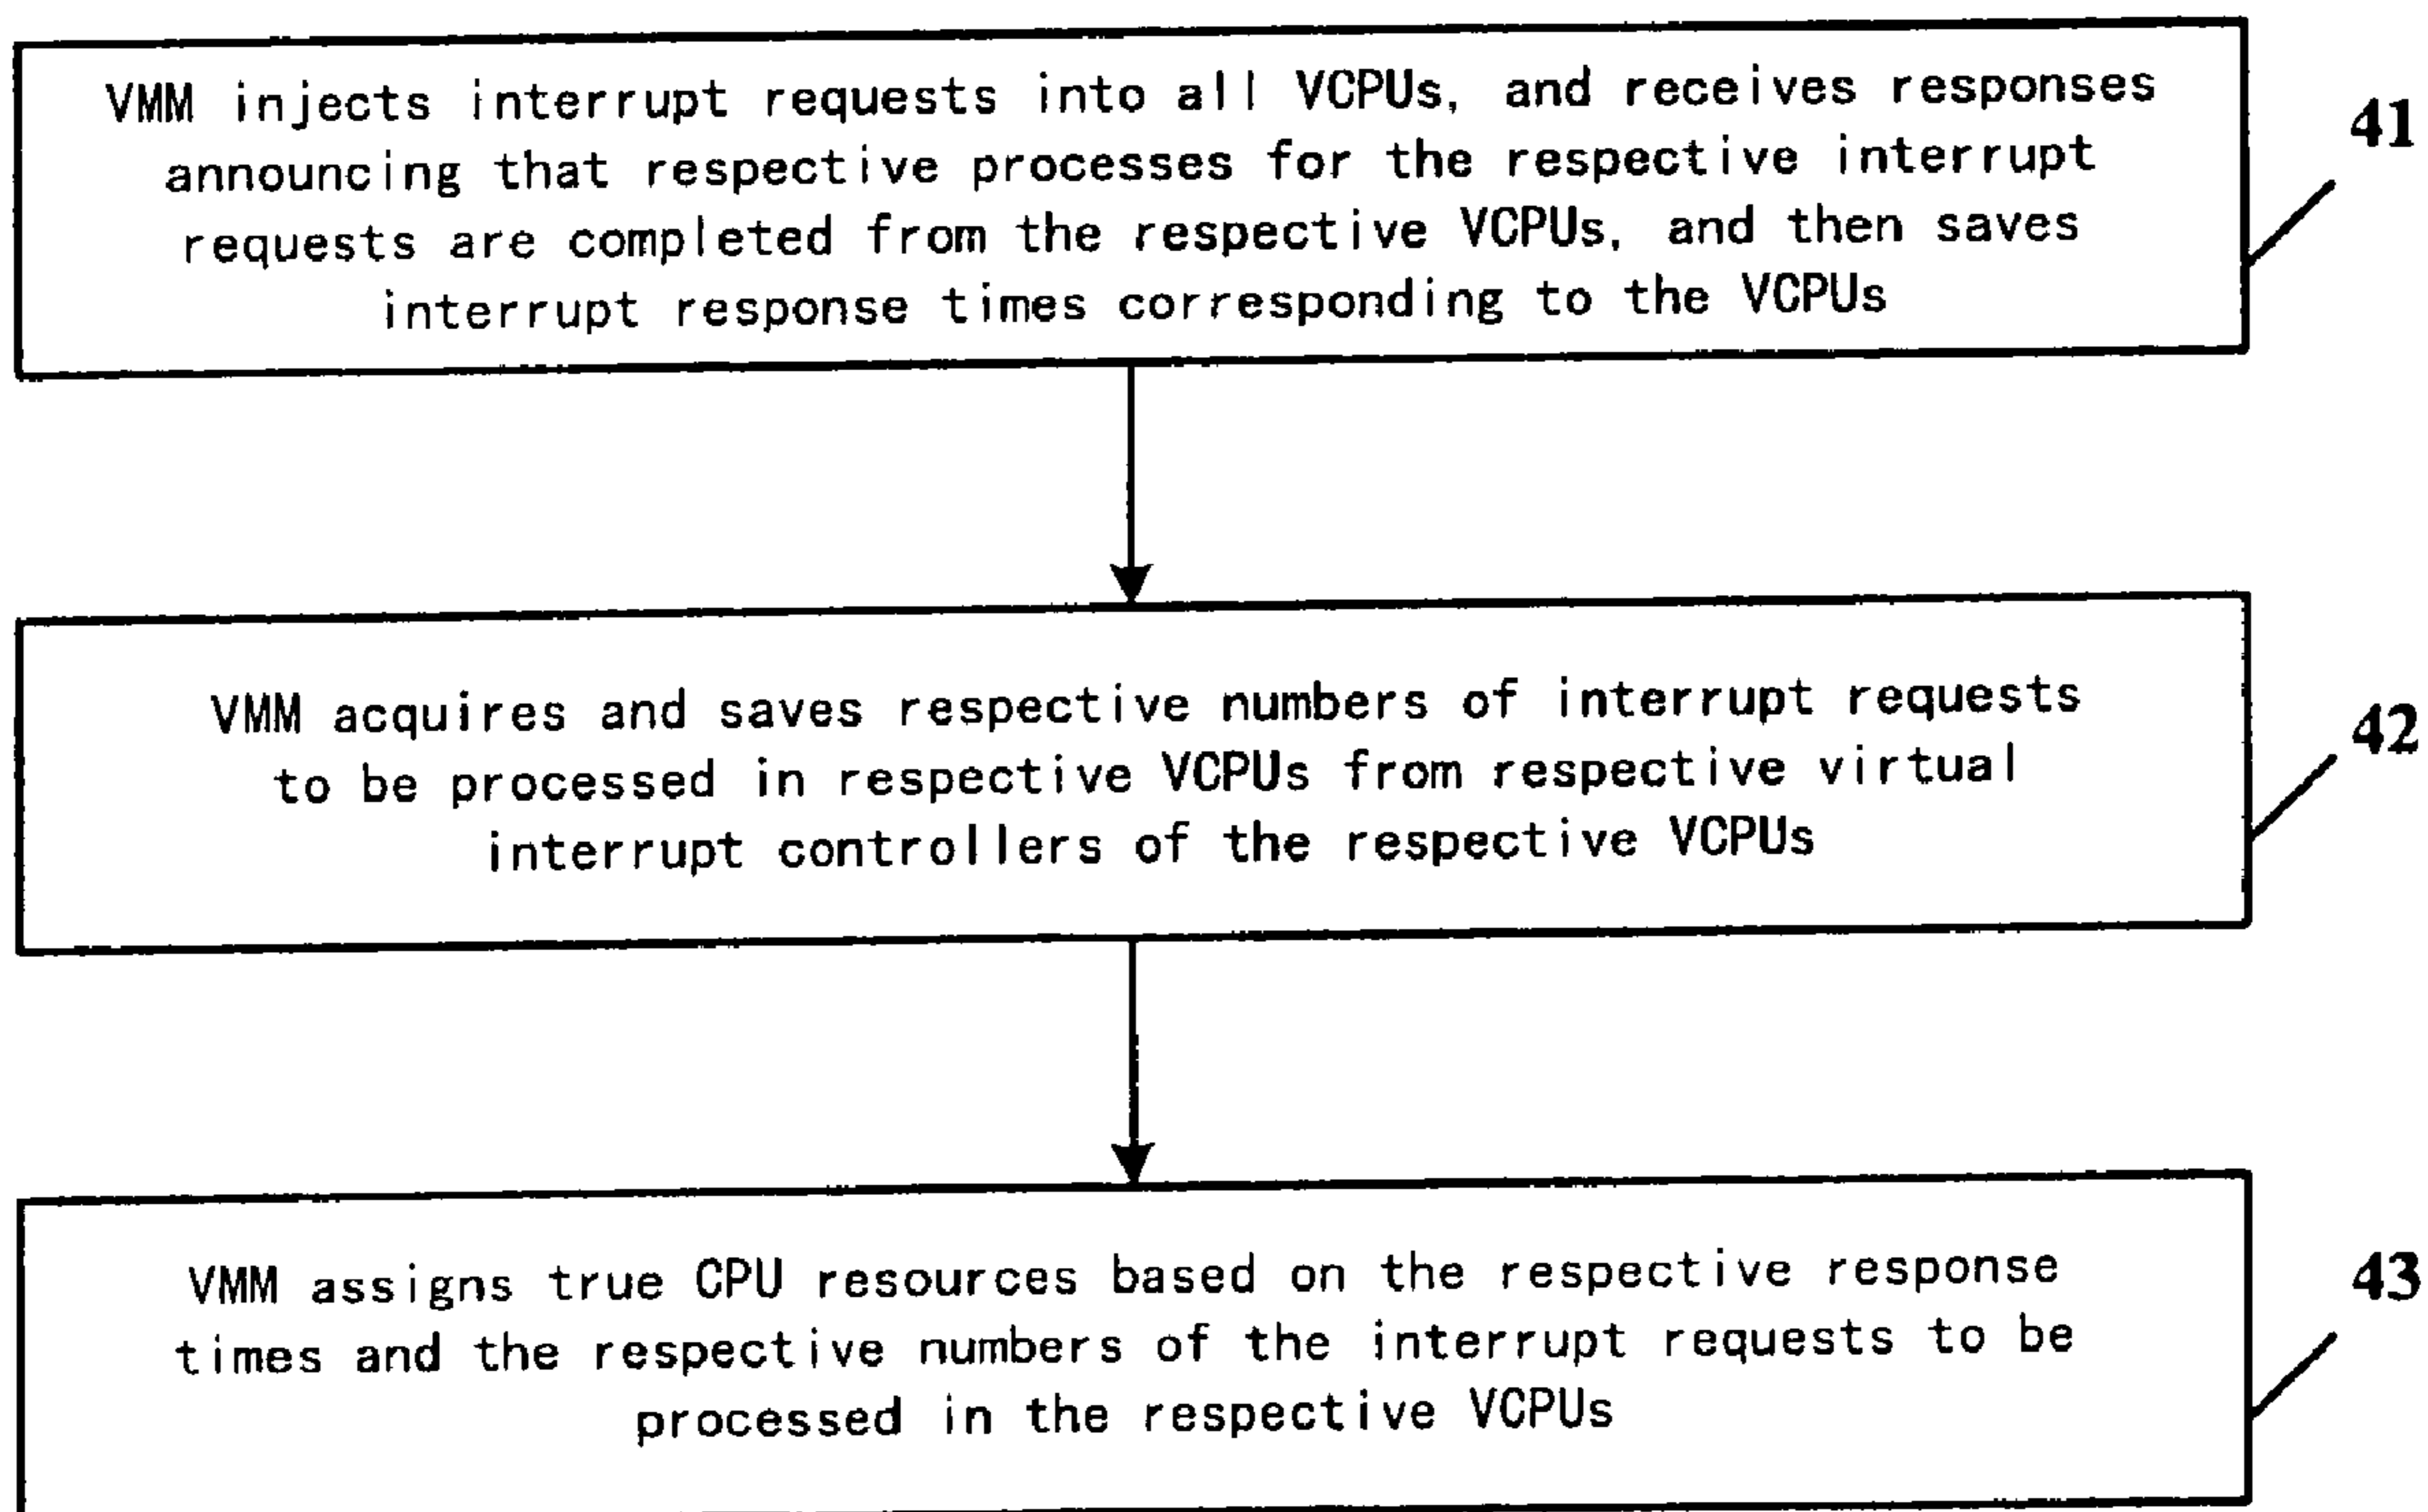 VMM injects interrupt requests into all VCPUs, and receives responses
announcing that respective processes for the respective interrupt
requests are completed from the respective VCPUs, and then saves
interrupt response times corresponding to the VCPUs
41
VMM acquires and saves respective numbers of interrupt requests
to be processed in respective VCPUs from respective virtual
interrupt controllers of the respective VCPUs
42
VMM assigns true CPU resources based on the respective response
times and the respective numbers of the interrupt requests to be
processed in the respective VCPUs
43